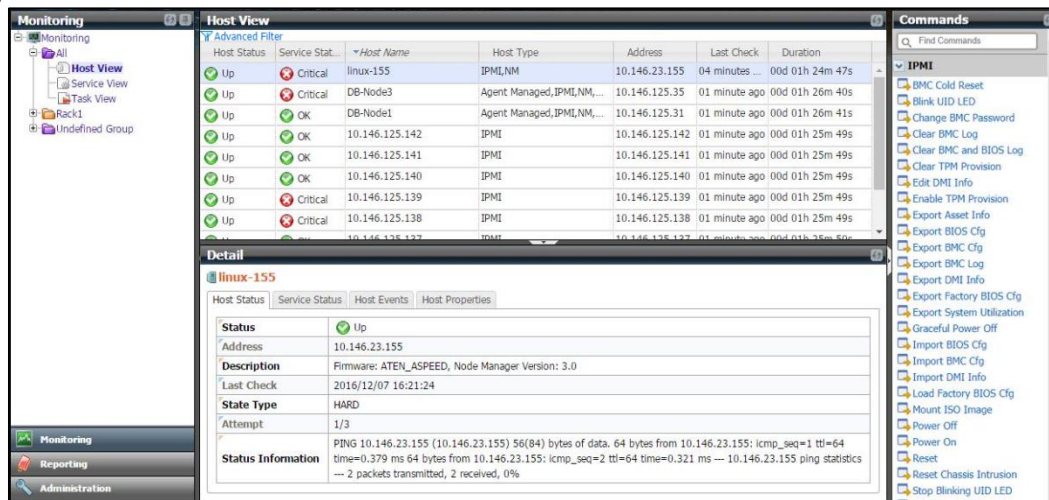 Monitoring
Monitoring
All
Host View
Service View
Task View
Rack1
Undefined Group
Monitoring
Reporting
Administration
Host View
Advanced Filter
Host Status Service Stat... Host Name Host Type Address Last Check Duration
Up Critical linux-155 IPMI,NM 10.146.23.155 04 minutes ... 00d 01h 24m 47s
Up Critical DB-Node3 Agent Managed,IPMI,NM,... 10.146.125.35 01 minute ago 00d 01h 26m 40s
Up OK DB-Node1 Agent Managed,IPMI,NM,... 10.146.125.31 01 minute ago 00d 01h 26m 41s
Up OK 10.146.125.142 IPMI 10.146.125.142 01 minute ago 00d 01h 25m 49s
Up OK 10.146.125.141 IPMI 10.146.125.141 01 minute ago 00d 01h 25m 49s
Up OK 10.146.125.140 IPMI 10.146.125.140 01 minute ago 00d 01h 25m 49s
Up Critical 10.146.125.139 IPMI 10.146.125.139 01 minute ago 00d 01h 25m 49s
Up Critical 10.146.125.138 IPMI 10.146.125.138 01 minute ago 00d 01h 25m 49s
10.146.125.137 IPMI 10.146.125.137 01 minute ago 00d 01h 25m 50s
Detail
linux-155
Host Status Service Status Host Events Host Properties
Status Up
Address 10.146.23.155
Description Firmware: ATEN_ASPEED, Node Manager Version: 3.0
Last Check 2016/12/07 16:21:24
State Type HARD
Attempt 1/3
Status Information PING 10.146.23.155 (10.146.23.155) 56(84) bytes of data. 64 bytes from 10.146.23.155: icmp_seq=1 ttl=64
time=0.379 ms 64 bytes from 10.146.23.155: icmp_seq=2 ttl=64 time=0.321 ms --- 10.146.23.155 ping statistics
--- 2 packets transmitted, 2 received, 0%
Commands
Find Commands
IPMI
BMC Cold Reset
Blink UID LED
Change BMC Password
Clear BMC Log
Clear BMC and BIOS Log
Clear TPM Provision
Edit DMI Info
Enable TPM Provision
Export Asset Info
Export BIOS Cfg
Export BMC Cfg
Export BMC Log
Export DMI Info
Export Factory BIOS Cfg
Export System Utilization
Graceful Power Off
Import BIOS Cfg
Import BMC Cfg
Import DMI Info
Load Factory BIOS Cfg
Mount ISO Image
Power Off
Power On
Reset
Reset Chassis Intrusion
Stop Blinking UID LED